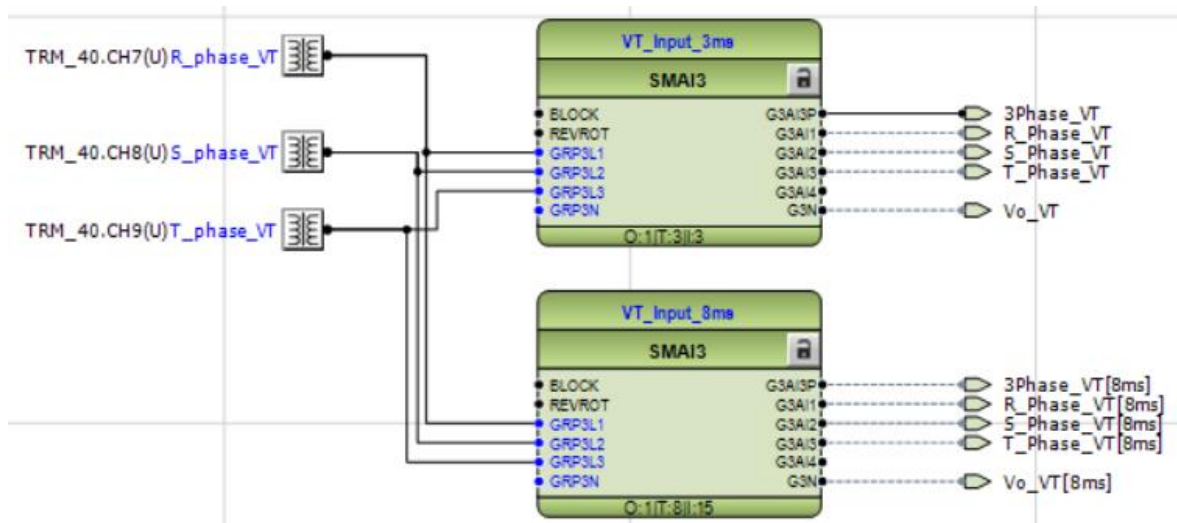 TRM_40.CH7(U) R_phase_VT
TRM_40.CH8(U) S_phase_VT
TRM_40.CH9(U) T_phase_VT
VT_Input_3ms
SMAI3
BLOCK G3AI3P 3Phase_VT
REVROT G3AI1 R_Phase_VT
GRP3L1 G3AI2 S_Phase_VT
GRP3L2 G3AI3 T_Phase_VT
GRP3L3 G3AI4
GRP3N G3N Vo_VT
O:1|T:3|I:3
VT_Input_8ms
SMAI3
BLOCK G3AI3P 3Phase_VT[8ms]
REVROT G3AI1 R_Phase_VT[8ms]
GRP3L1 G3AI2 S_Phase_VT[8ms]
GRP3L2 G3AI3 T_Phase_VT[8ms]
GRP3L3 G3AI4
GRP3N G3N Vo_VT[8ms]
O:1|T:8|I:15